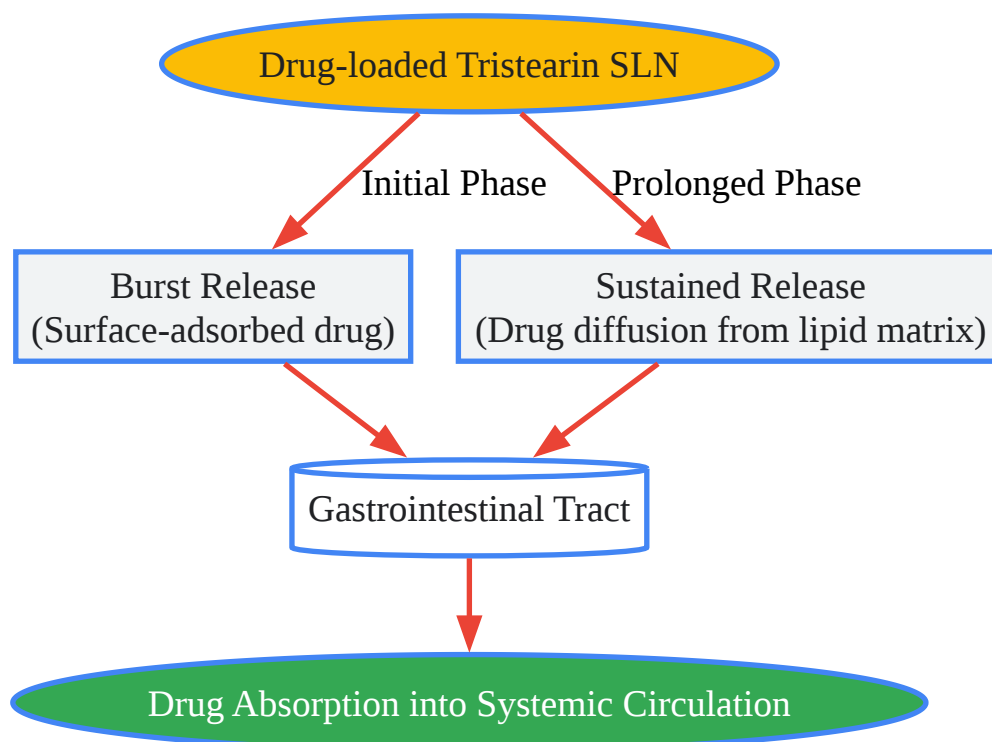 Drug-loaded Tristearin SLN
Initial Phase
Prolonged Phase
Burst Release
(Surface-adsorbed drug)
Sustained Release
(Drug diffusion from lipid matrix)
Gastrointestinal Tract
Drug Absorption into Systemic Circulation